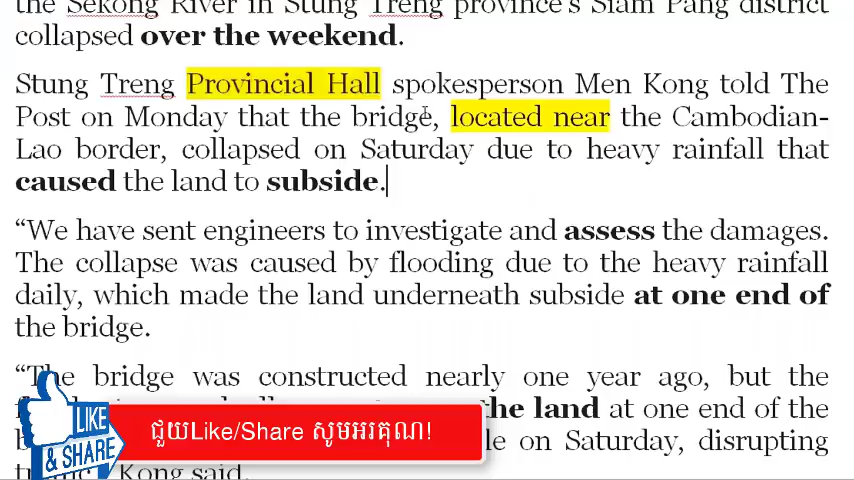 the Sekong River in Stung Treng province's Siam Pang district
collapsed over the weekend.
Stung Treng Provincial Hall spokesperson Men Kong told The
Post on Monday that the bridge, located near the Cambodian-
Lao border, collapsed on Saturday due to heavy rainfall that
caused the land to subside.
“We have sent engineers to investigate and assess the damages.
The collapse was caused by flooding due to the heavy rainfall
daily, which made the land underneath subside at one end of
the bridge.
“The bridge was constructed nearly one year ago, but the
the land at one end of the
on Saturday, disrupting
Kong said.
LIKE
& SHARE
ជួយLike/Share សូមអរគុណ!